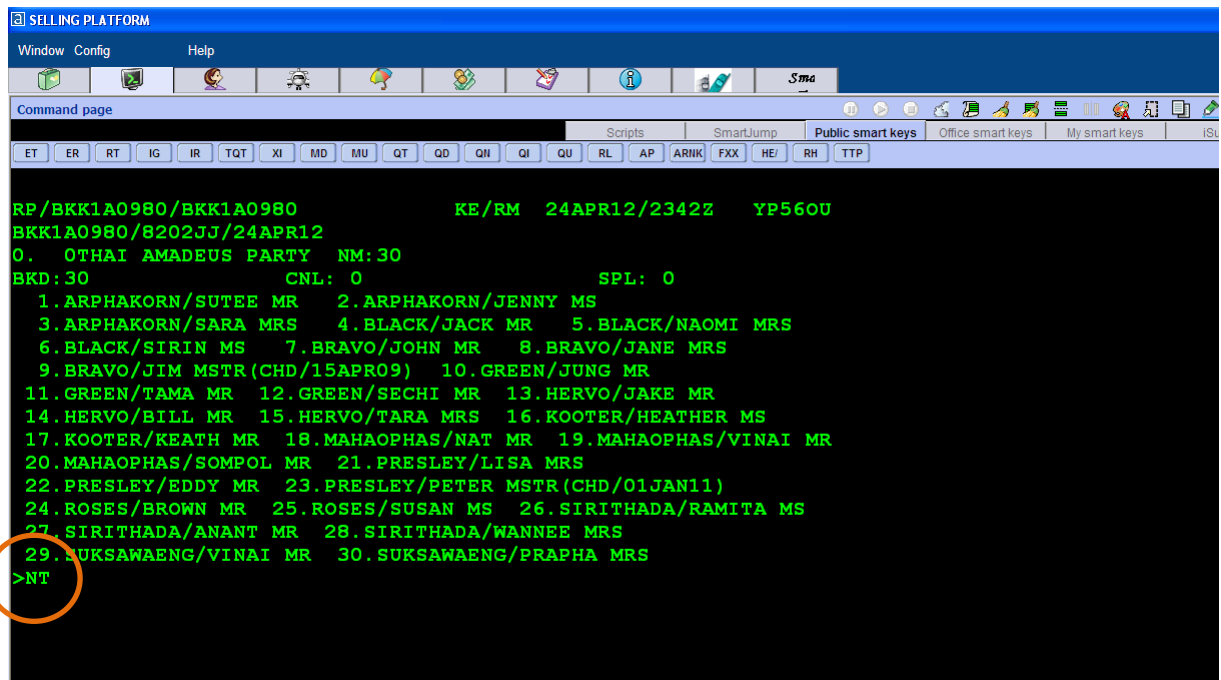 a SELLING PLATFORM
Window Config Help
Sma
Command page
Scripts SmartJump Public smart keys Office smart keys My smart keys iSu
ET ER RT IG IR TQT XI MD MU QT QD QN QI QU RL AP ARNK FXX HE/ RH TTP
RP/BKK1A0980/BKK1A0980 KE/RM 24APR12/2342Z YP56OU
BKK1A0980/8202JJ/24APR12
0. 0THAI AMADEUS PARTY NM:30
BKD:30 CNL: 0 SPL: 0
1.ARPHAKORN/SUTEE MR 2.ARPHAKORN/JENNY MS
3.ARPHAKORN/SARA MRS 4.BLACK/JACK MR 5.BLACK/NAOMI MRS
6.BLACK/SIRIN MS 7.BRAVO/JOHN MR 8.BRAVO/JANE MRS
9.BRAVO/JIM MSTR(CHD/15APR09) 10.GREEN/JUNG MR
11.GREEN/TAMA MR 12.GREEN/SECHI MR 13.HERVO/JAKE MR
14.HERVO/BILL MR 15.HERVO/TARA MRS 16.KOOTER/HEATHER MS
17.KOOTER/KEATH MR 18.MAHAOPHAS/NAT MR 19.MAHAOPHAS/VINAI MR
20.MAHAOPHAS/SOMPOL MR 21.PRESLEY/LISA MRS
22.PRESLEY/EDDY MR 23.PRESLEY/PETER MSTR(CHD/01JAN11)
24.ROSES/BROWN MR 25.ROSES/SUSAN MS 26.SIRITHADA/RAMITA MS
27.SIRITHADA/ANANT MR 28.SIRITHADA/WANNEE MRS
29.SUKSAWAENG/VINAI MR 30.SUKSAWAENG/PRAPHA MRS
>NT